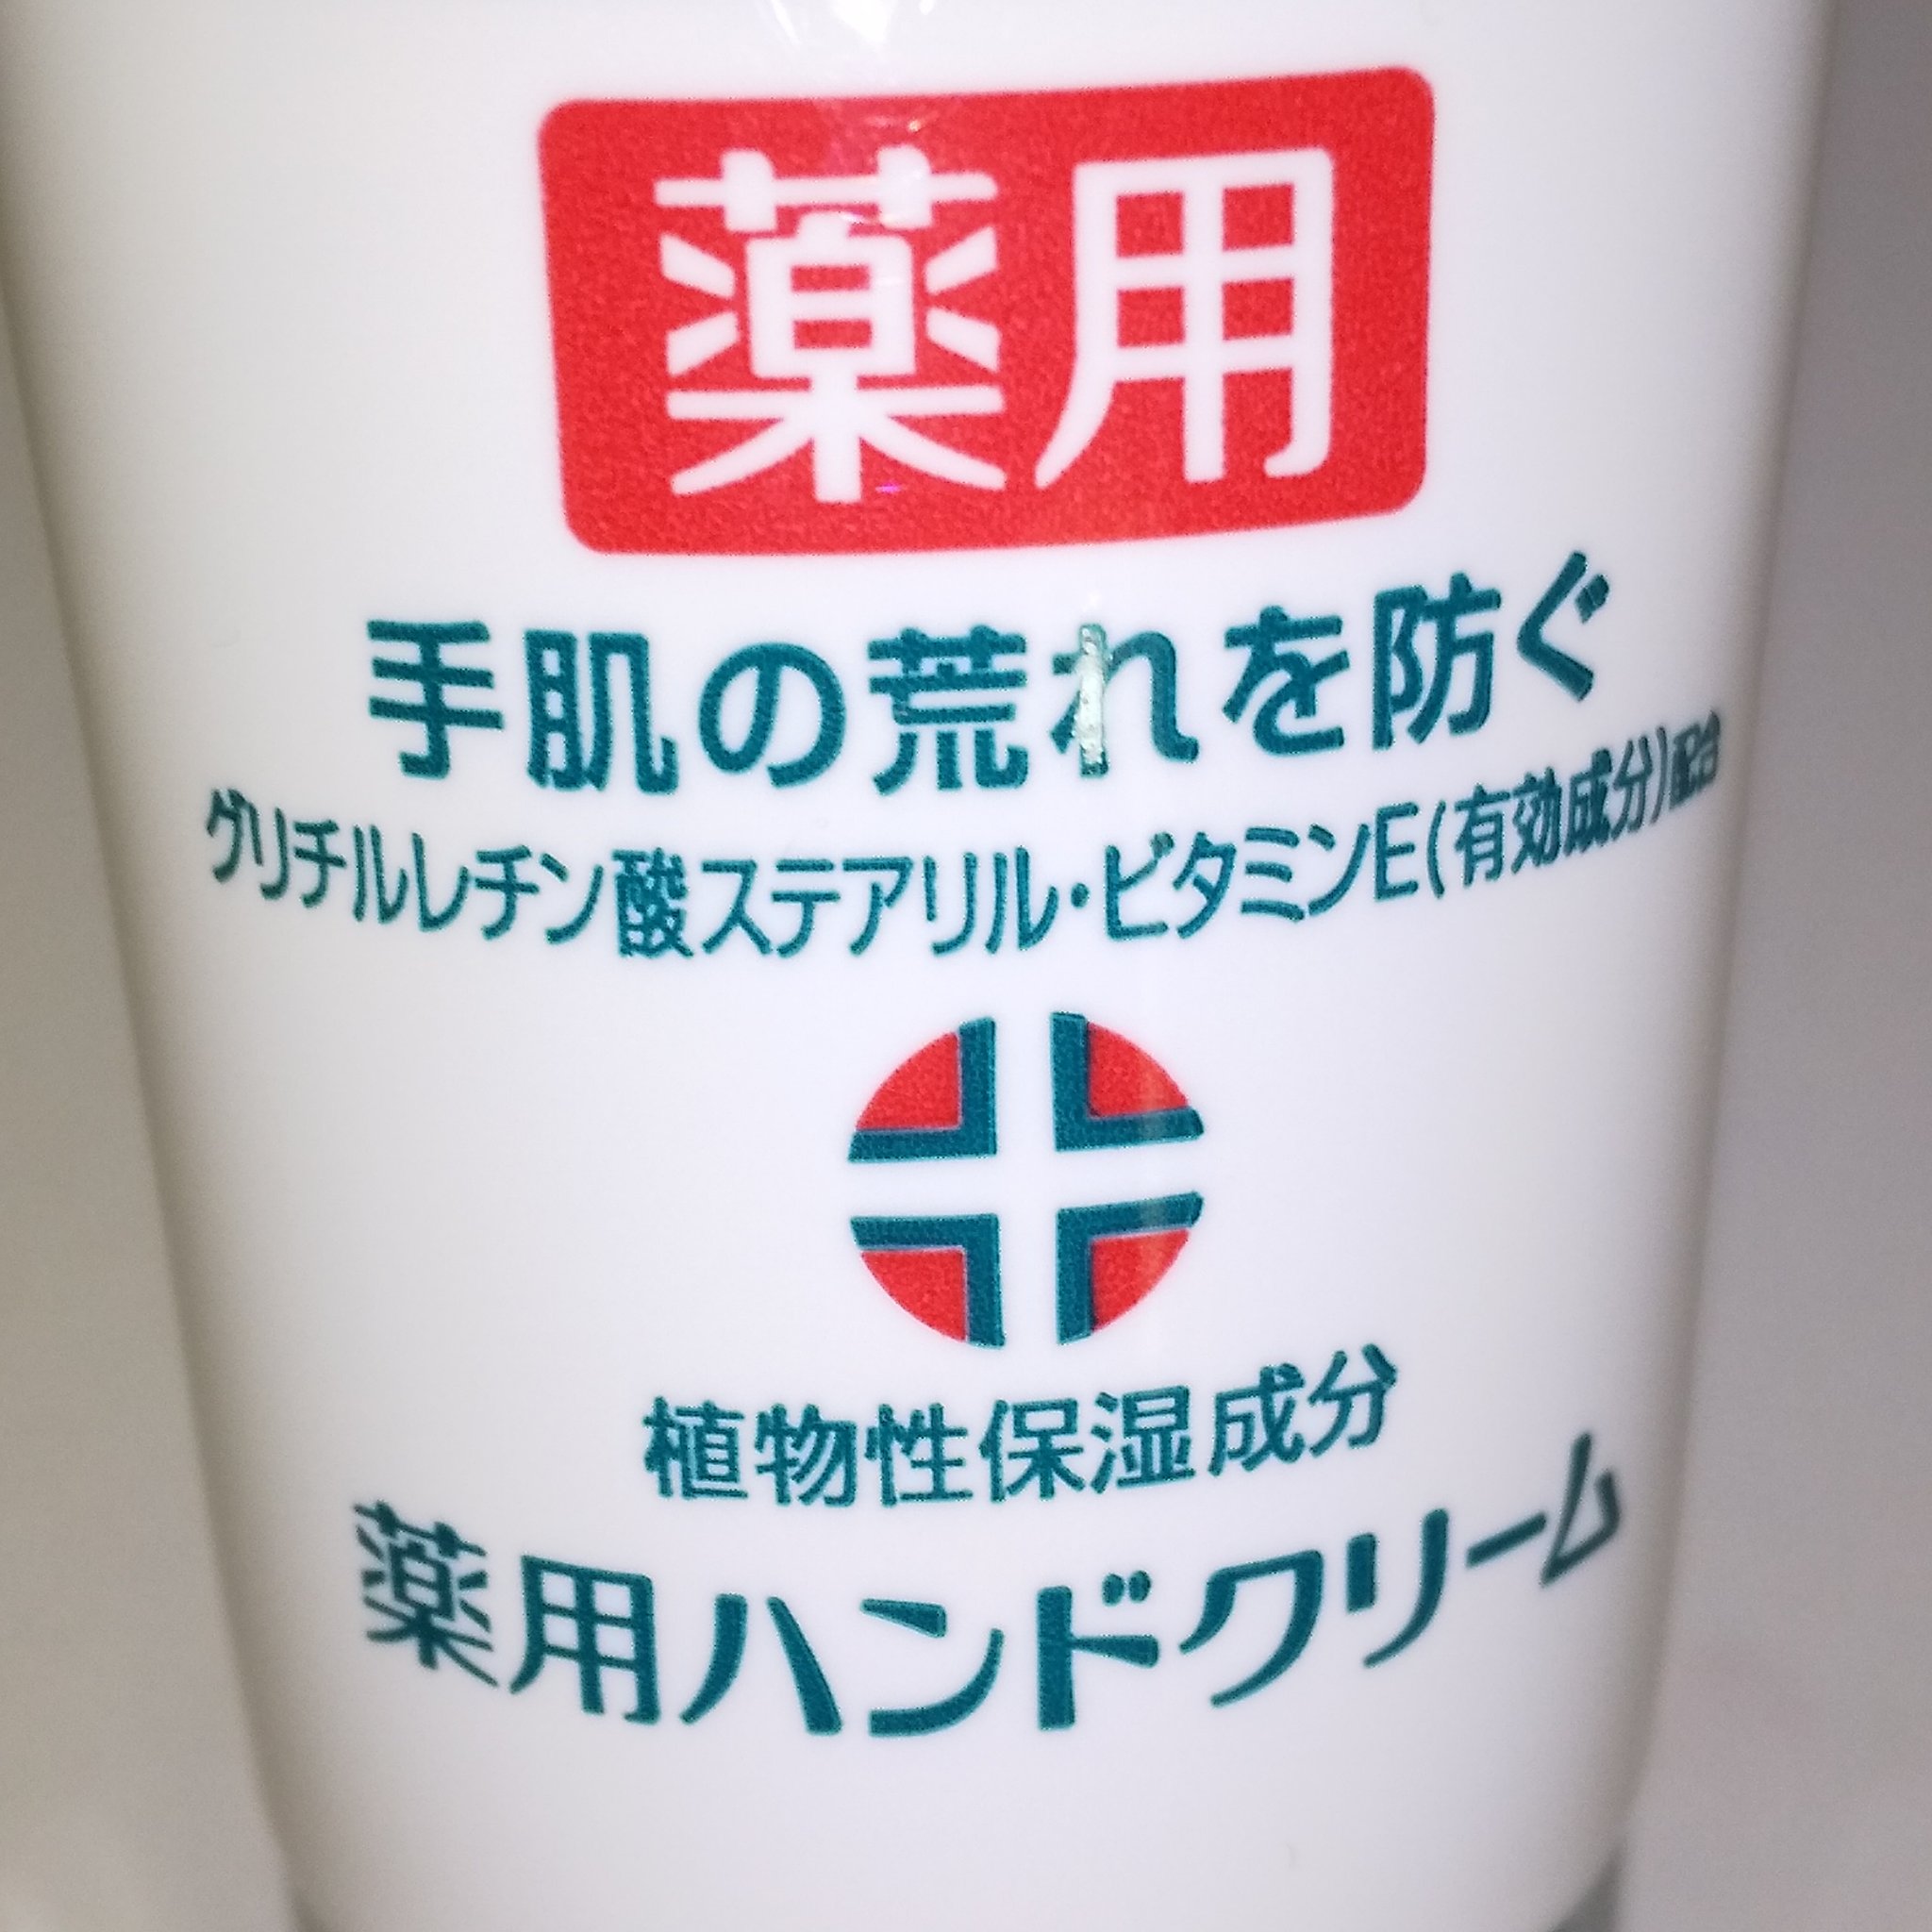 薬用
手肌の荒れを防ぐ
グリチルレチン酸ステアリル・ビタミンE(有効成分)配合
植物性保湿成分
薬用ハンドクリーム